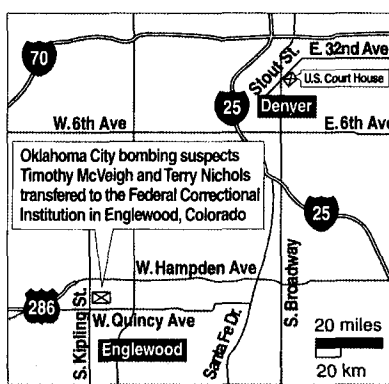 70
E. 32nd Ave
Stout St.
U.S. Court House
25
Denver
W. 6th Ave
E. 6th Ave
Oklahoma City bombing suspects
Timothy McVeigh and Terry Nichols
transfered to the Federal Correctional
Institution in Englewood, Colorado
25
W. Hampden Ave
286
S. Kipling St.
W. Quincy Ave
Santa Fe Dr.
S. Broadway
Englewood
20 miles
20 km